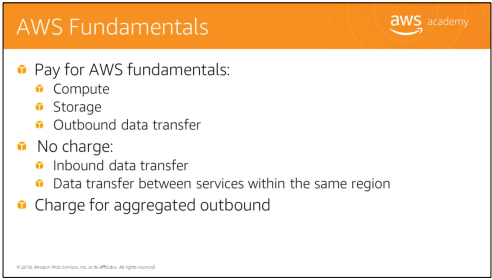 AWS Fundamentals
aws academy
Pay for AWS fundamentals:
Compute
Storage
Outbound data transfer
No charge:
Inbound data transfer
Data transfer between services within the same region
Charge for aggregated outbound
Amazon Web Services, Inc. or its Affiliates. All rights reserved.